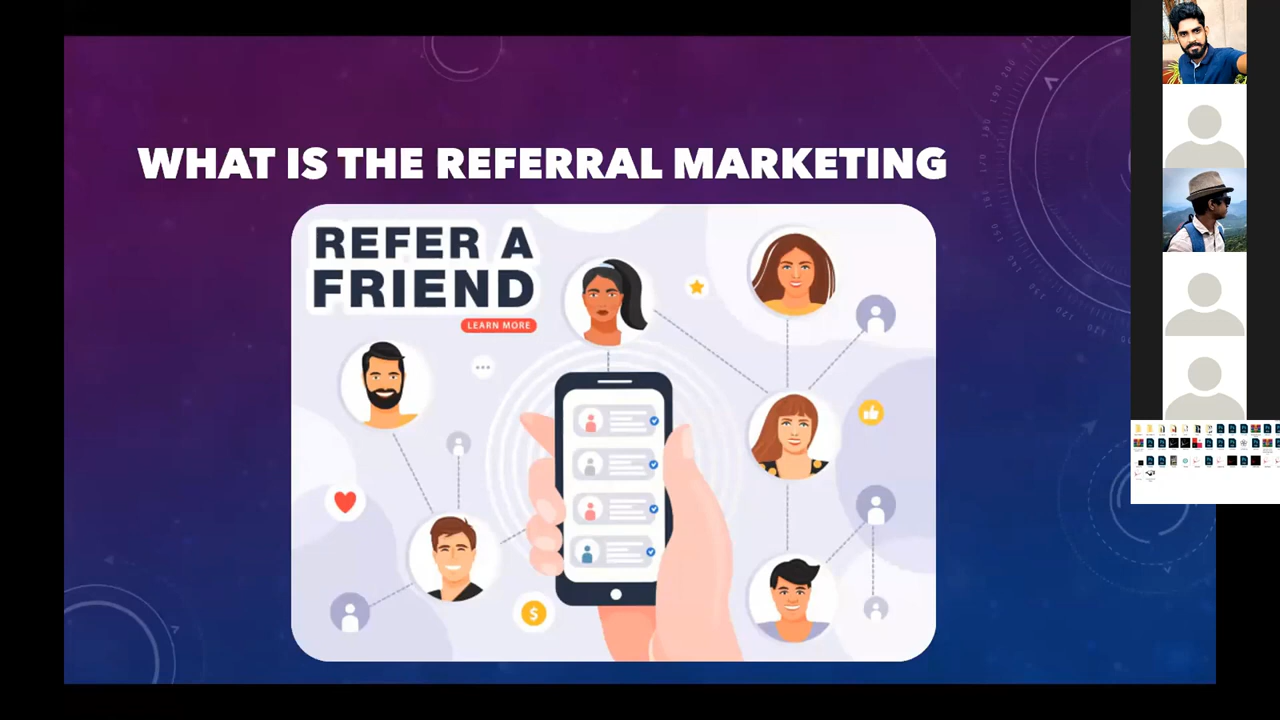 WHAT IS THE REFERRAL MARKETING
REFER A
FRIEND
LEARN MORE
$